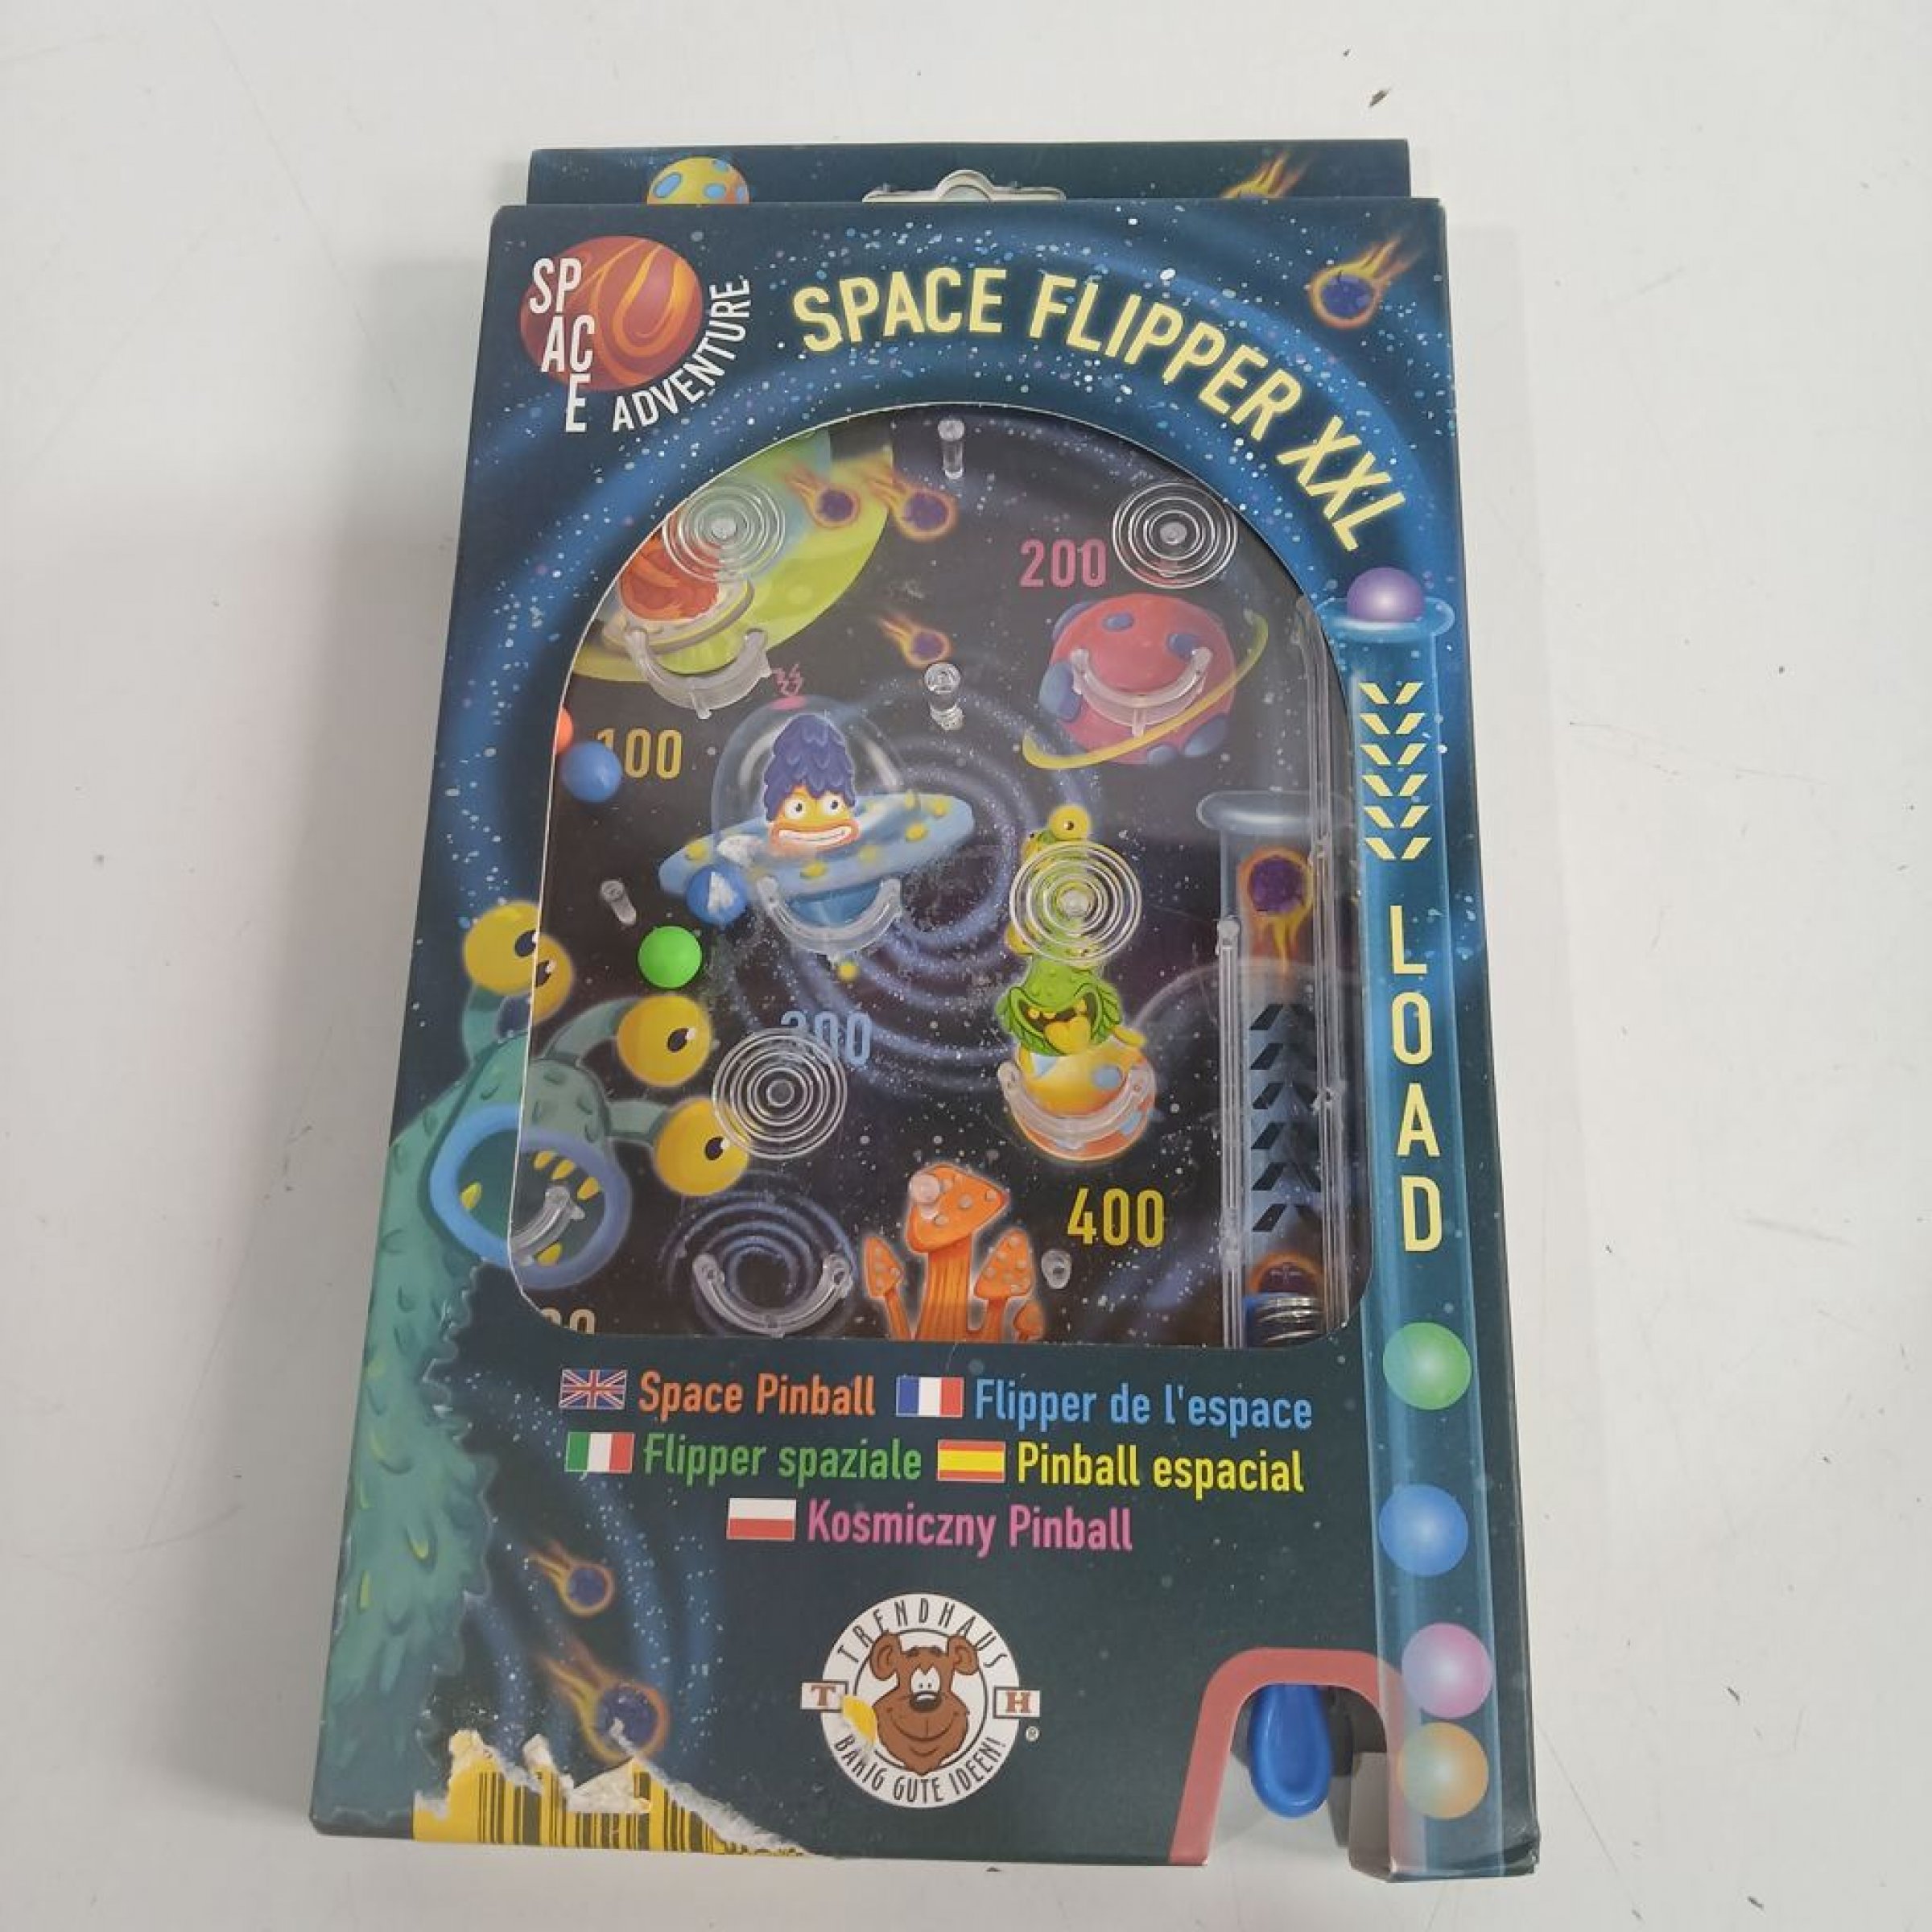 SPACE
ADVENTURE
SPACE FLIPPER XXL
200
100
300
400
LOAD
Space Pinball
Flipper de l'espace
Flipper spaziale
Pinball espacial
Kosmiczny Pinball
TRENDHAUS
T H
®
BÄRIG GUTE IDEEN!